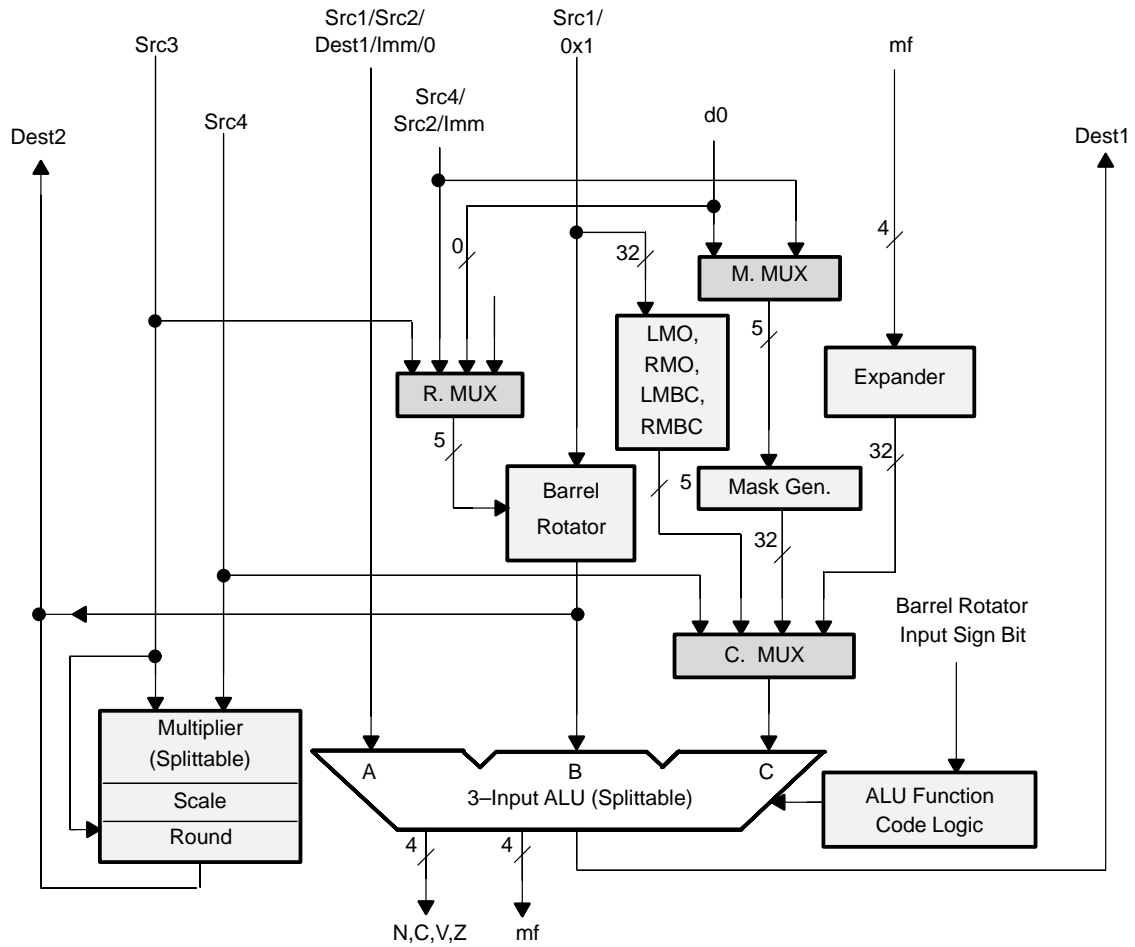 Src1/Src2/
Dest1/Imm/0
Src1/
0x1
Src3
mf
Src4/
Src2/Imm
d0
Src4
Dest2
Dest1
4
0
32
M. MUX
LMO,
RMO,
LMBC,
RMBC
5
Expander
R. MUX
5
32
Barrel
Rotator
5
Mask Gen.
32
Barrel Rotator
Input Sign Bit
C. MUX
Multiplier
(Splittable)
Scale
Round
A
B
C
3–Input ALU (Splittable)
ALU Function
Code Logic
4
4
N,C,V,Z
mf